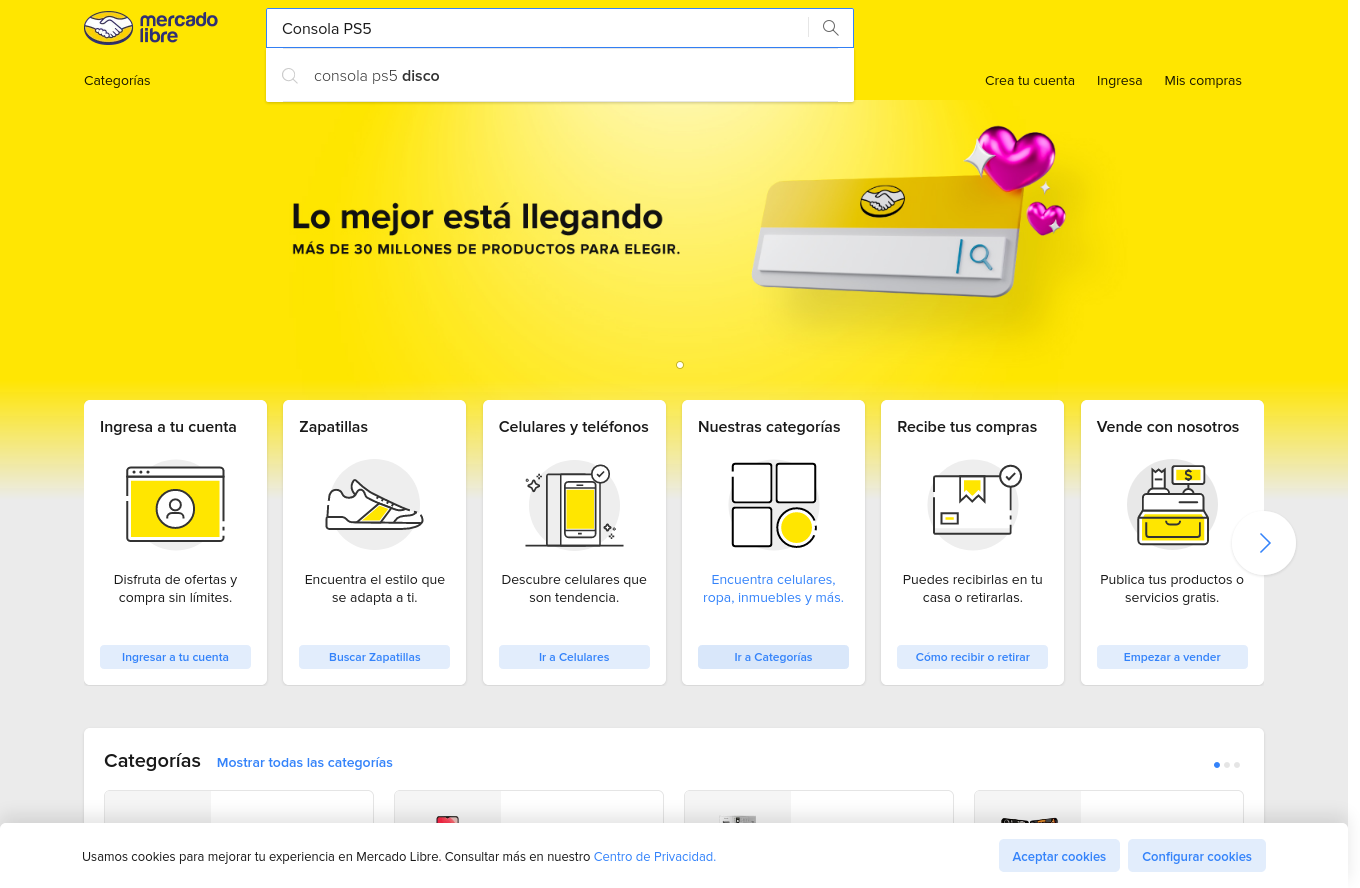 mercado
libre
Consola PS5
consola ps5 disco
Categorías
Crea tu cuenta
Ingresa
Mis compras
Lo mejor está llegando
MÁS DE 30 MILLONES DE PRODUCTOS PARA ELEGIR.
Ingresa a tu cuenta
Disfruta de ofertas y
compra sin límites.
Ingresar a tu cuenta
Zapatillas
Encuentra el estilo que
se adapta a ti.
Buscar Zapatillas
Celulares y teléfonos
Descubre celulares que
son tendencia.
Ir a Celulares
Nuestras categorías
Encuentra celulares,
ropa, inmuebles y más.
Ir a Categorías
Recibe tus compras
Puedes recibirlas en tu
casa o retirarlas.
Cómo recibir o retirar
Vende con nosotros
$
Publica tus productos o
servicios gratis.
Empezar a vender
Categorías
Mostrar todas las categorías
Usamos cookies para mejorar tu experiencia en Mercado Libre. Consultar más en nuestro Centro de Privacidad.
Aceptar cookies
Configurar cookies